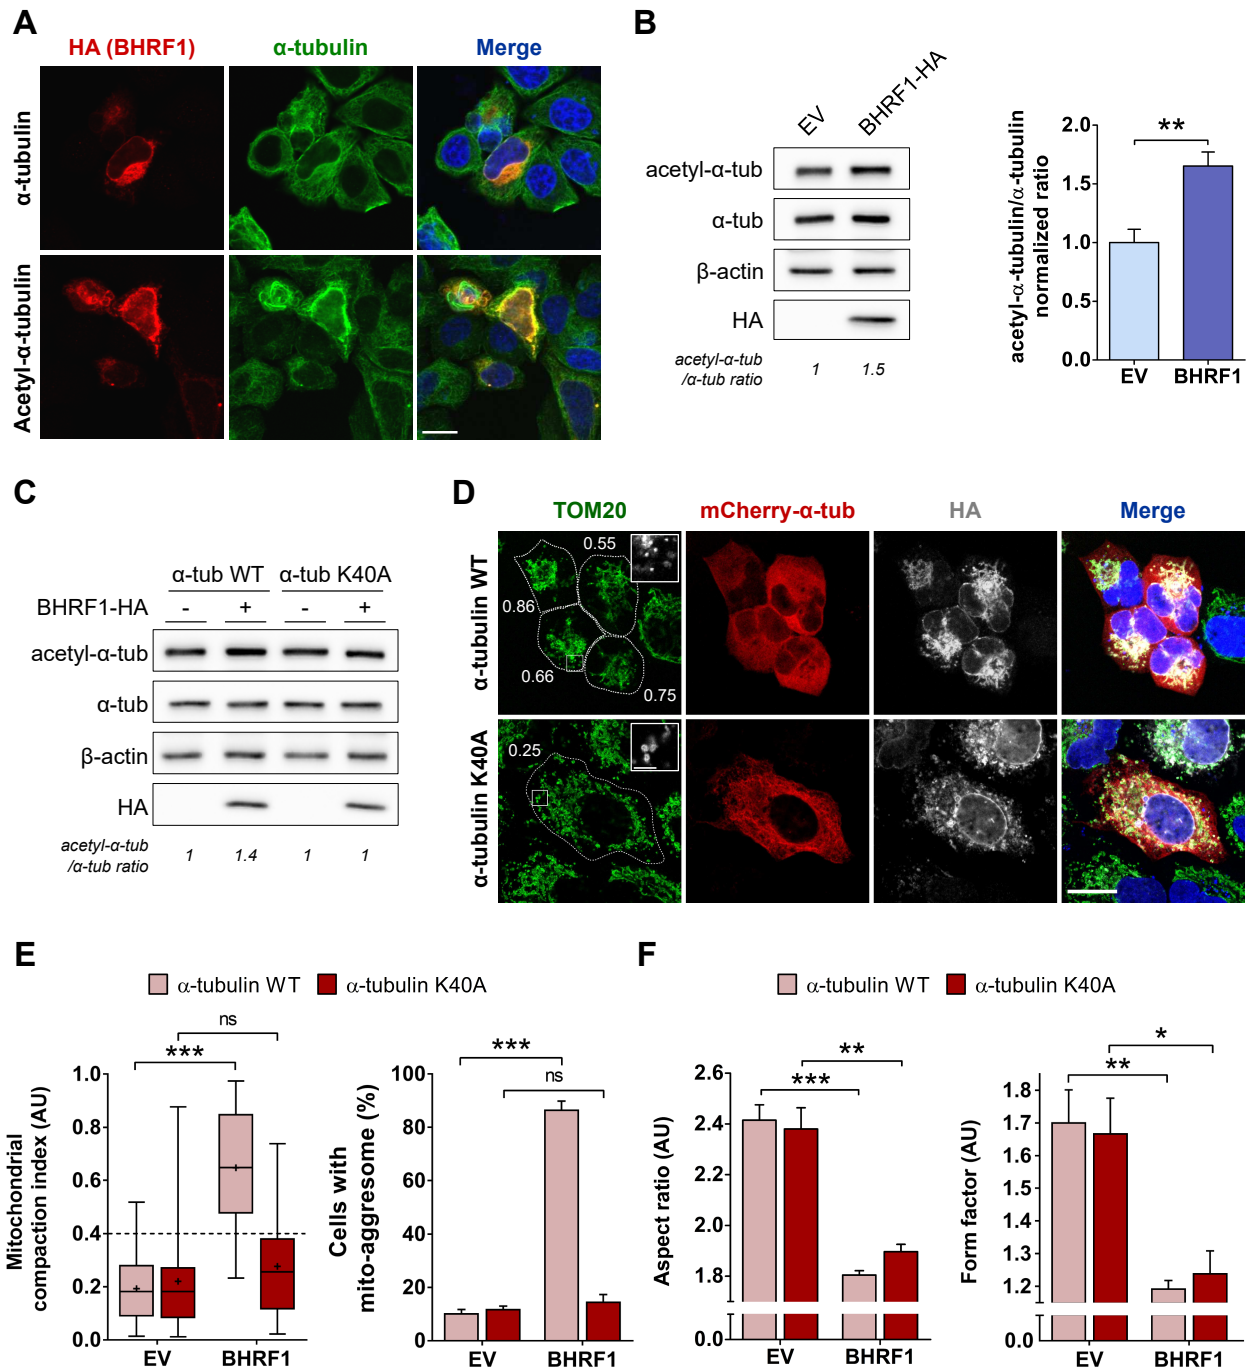 A
HA (BHRF1)
α-tubulin
Merge
α-tubulin
Acetyl-α-tubulin
B
EV
BHRF1-HA
acetyl-α-tub
α-tub
β-actin
HA
acetyl-α-tub
/α-tub ratio
1
1.5
acetyl-α-tubulin/α-tubulin
normalized ratio
2.0
1.5
1.0
0.5
0.0
**
EV
BHRF1
C
α-tub WT
α-tub K40A
BHRF1-HA
-
+
-
+
acetyl-α-tub
α-tub
β-actin
HA
acetyl-α-tub
/α-tub ratio
1
1.4
1
1
D
TOM20
mCherry-α-tub
HA
Merge
α-tubulin WT
0.55
0.86
0.66
0.75
α-tubulin K40A
0.25
E
α-tubulin WT
α-tubulin K40A
Mitochondrial
compaction index (AU)
1.0
0.8
0.6
0.4
0.2
0.0
***
ns
EV
BHRF1
Cells with
mito-aggresome (%)
100
80
60
40
20
0
***
ns
EV
BHRF1
F
α-tubulin WT
α-tubulin K40A
Aspect ratio (AU)
2.6
2.4
2.2
2.0
1.8
0.0
**
***
EV
BHRF1
Form factor (AU)
1.8
1.7
1.6
1.5
1.4
1.3
1.2
0.0
*
**
EV
BHRF1